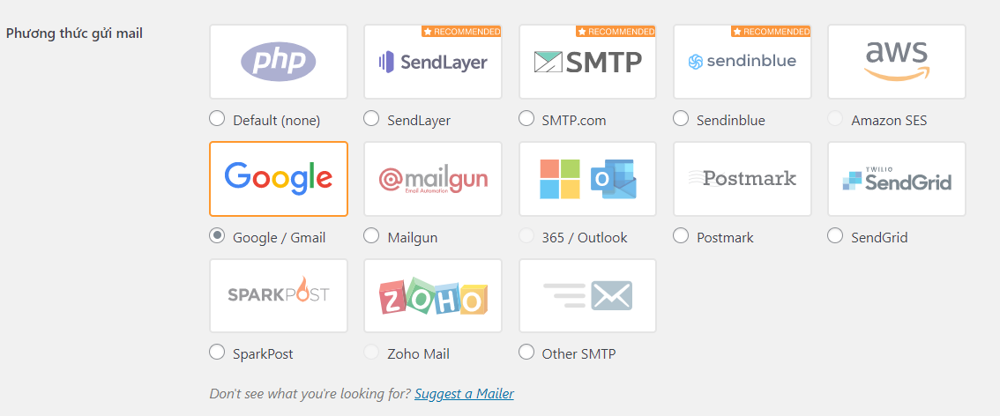 Phương thức gửi mail
RECOMMENDED
RECOMMENDED
RECOMMENDED
php
SendLayer
SMTP
sendinblue
aws
Default (none)
SendLayer
SMTP.com
Sendinblue
Amazon SES
Google
@mailgun
Email Automation
O
Postmark
TWILIO
SendGrid
Google / Gmail
Mailgun
365 / Outlook
Postmark
SendGrid
SPARKPOST
ZOHO
SparkPost
Zoho Mail
Other SMTP
Don't see what you're looking for? Suggest a Mailer